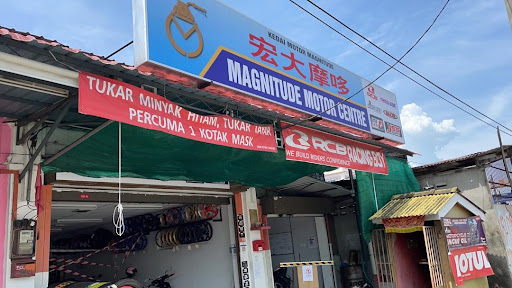 KEDAI MOTOR MAGNITUDE
宏大摩哆
MAGNITUDE MOTOR CENTRE
TUKAR MINYAK HITAM, TUKAR TAYAR
PERCUMA 1 KOTAK MASK
RCB RACING BOY
WE BUILD RIDERS CONFIDENCE
MOTUL